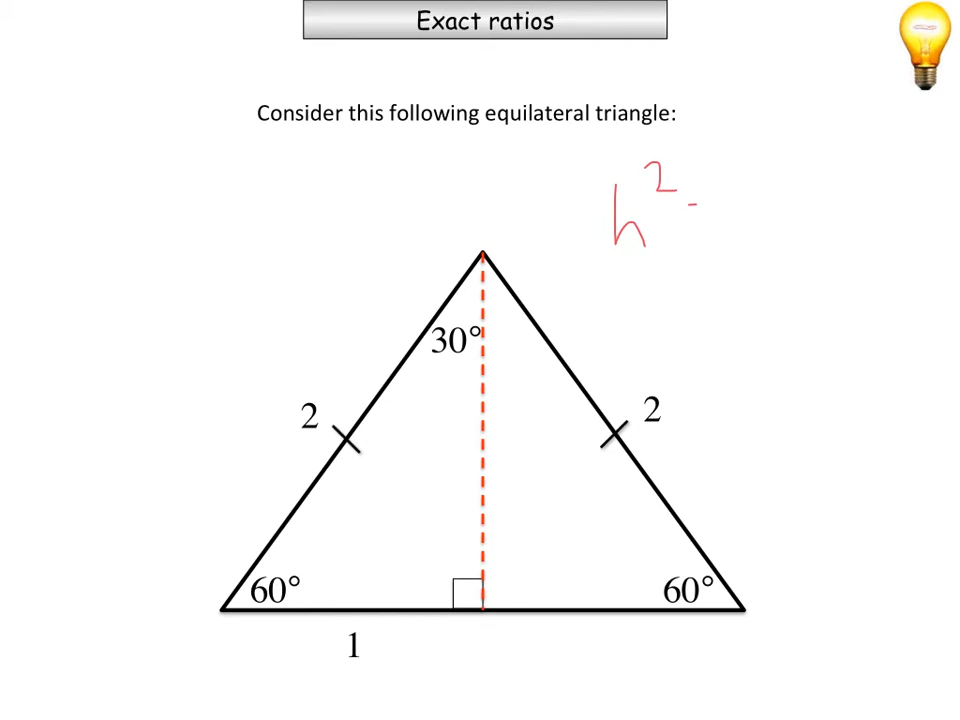 Exact ratios
Consider this following equilateral triangle:
h² -
30°
2
2
60°
60°
1